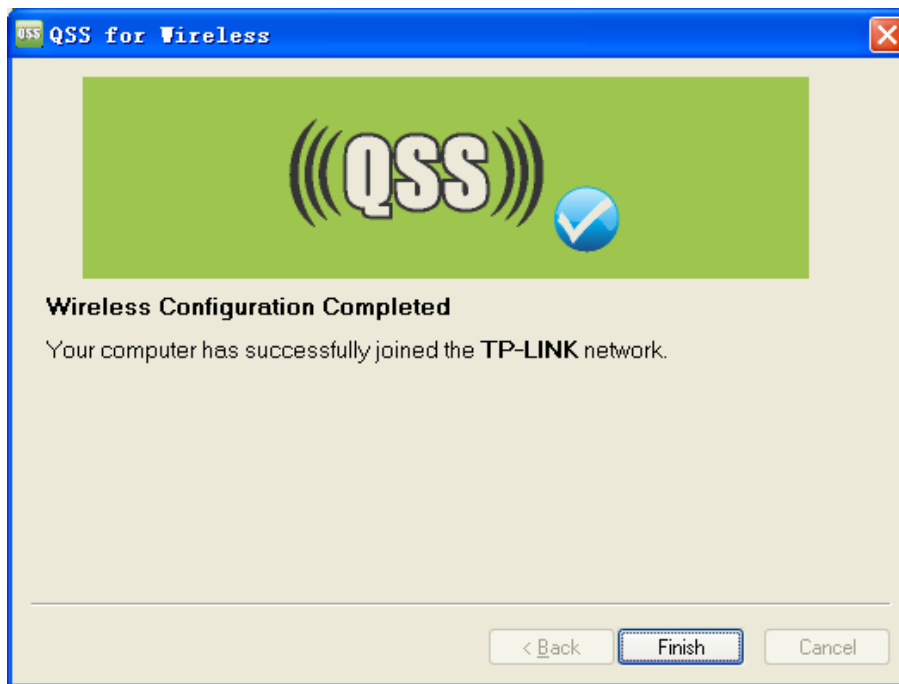 QSS QSS for Wireless
(((QSS)))
Wireless Configuration Completed
Your computer has successfully joined the TP-LINK network.
< Back Finish Cancel